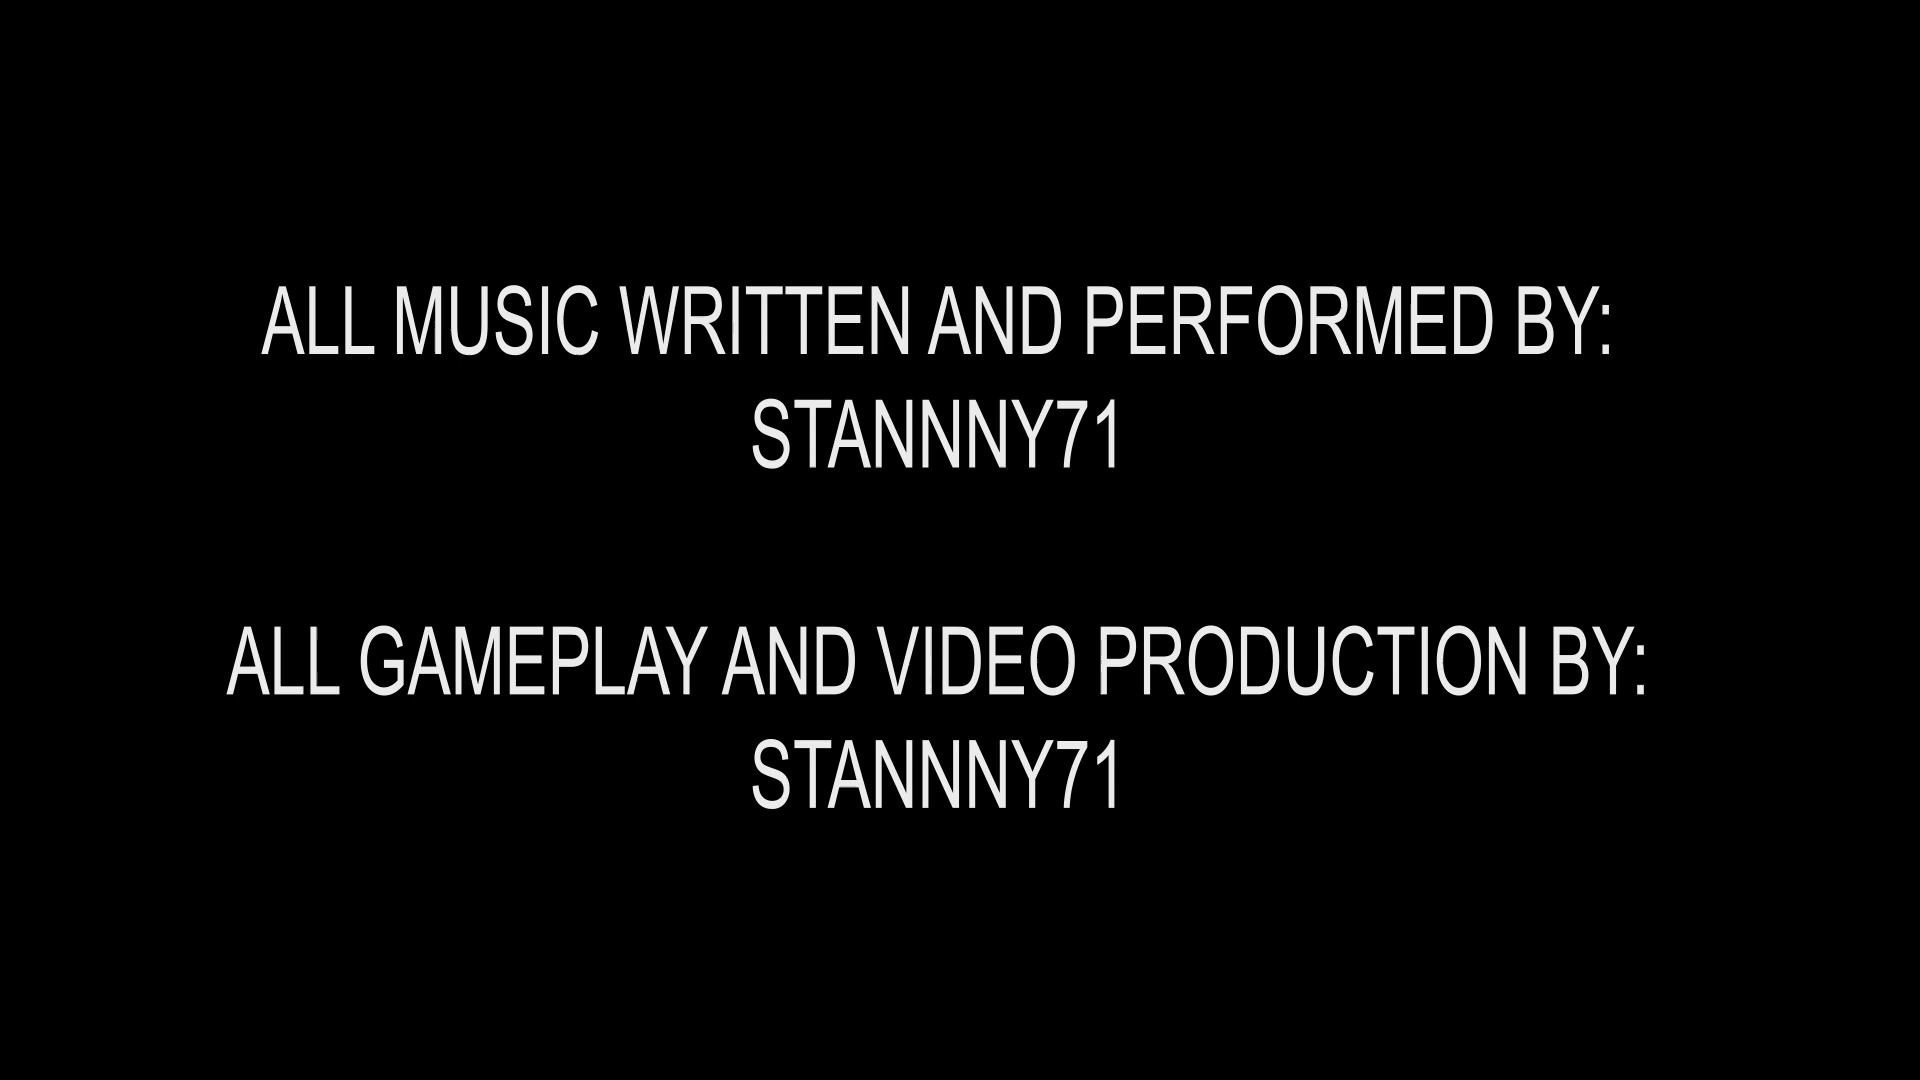 ALL MUSIC WRITTEN AND PERFORMED BY:
STANNNY71
ALL GAMEPLAY AND VIDEO PRODUCTION BY:
STANNNY71